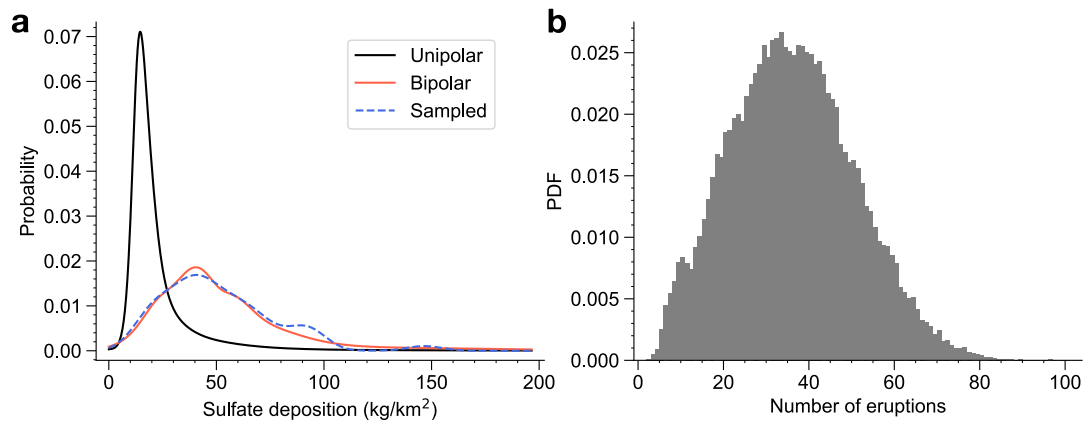 a
0.07
0.06
0.05
0.04
0.03
0.02
0.01
0.00
Probability
0
50
100
150
200
Sulfate deposition (kg/km²)
Unipolar
Bipolar
Sampled
b
0.025
0.020
0.015
0.010
0.005
0.000
PDF
0
20
40
60
80
100
Number of eruptions